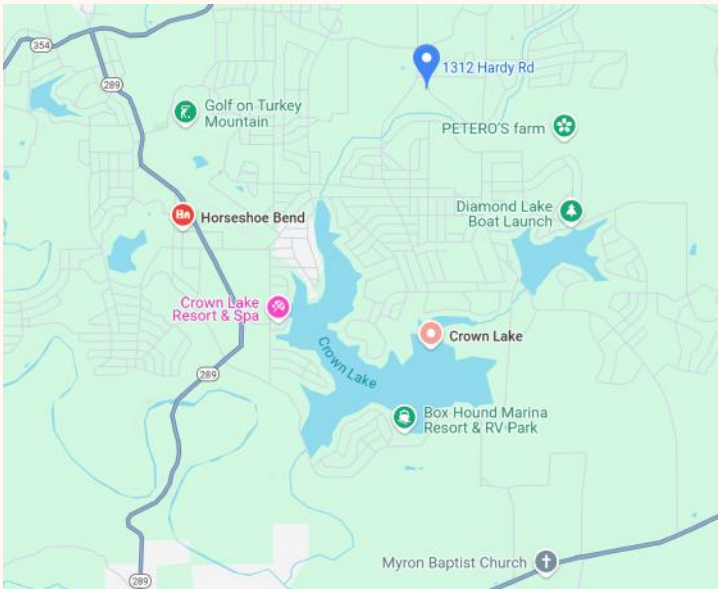 354
289
1312 Hardy Rd
Golf on Turkey
Mountain
PETERO'S farm
Diamond Lake
Boat Launch
Horseshoe Bend
Crown Lake
Resort & Spa
Crown Lake
Crown Lake
289
Box Hound Marina
Resort & RV Park
Myron Baptist Church
289